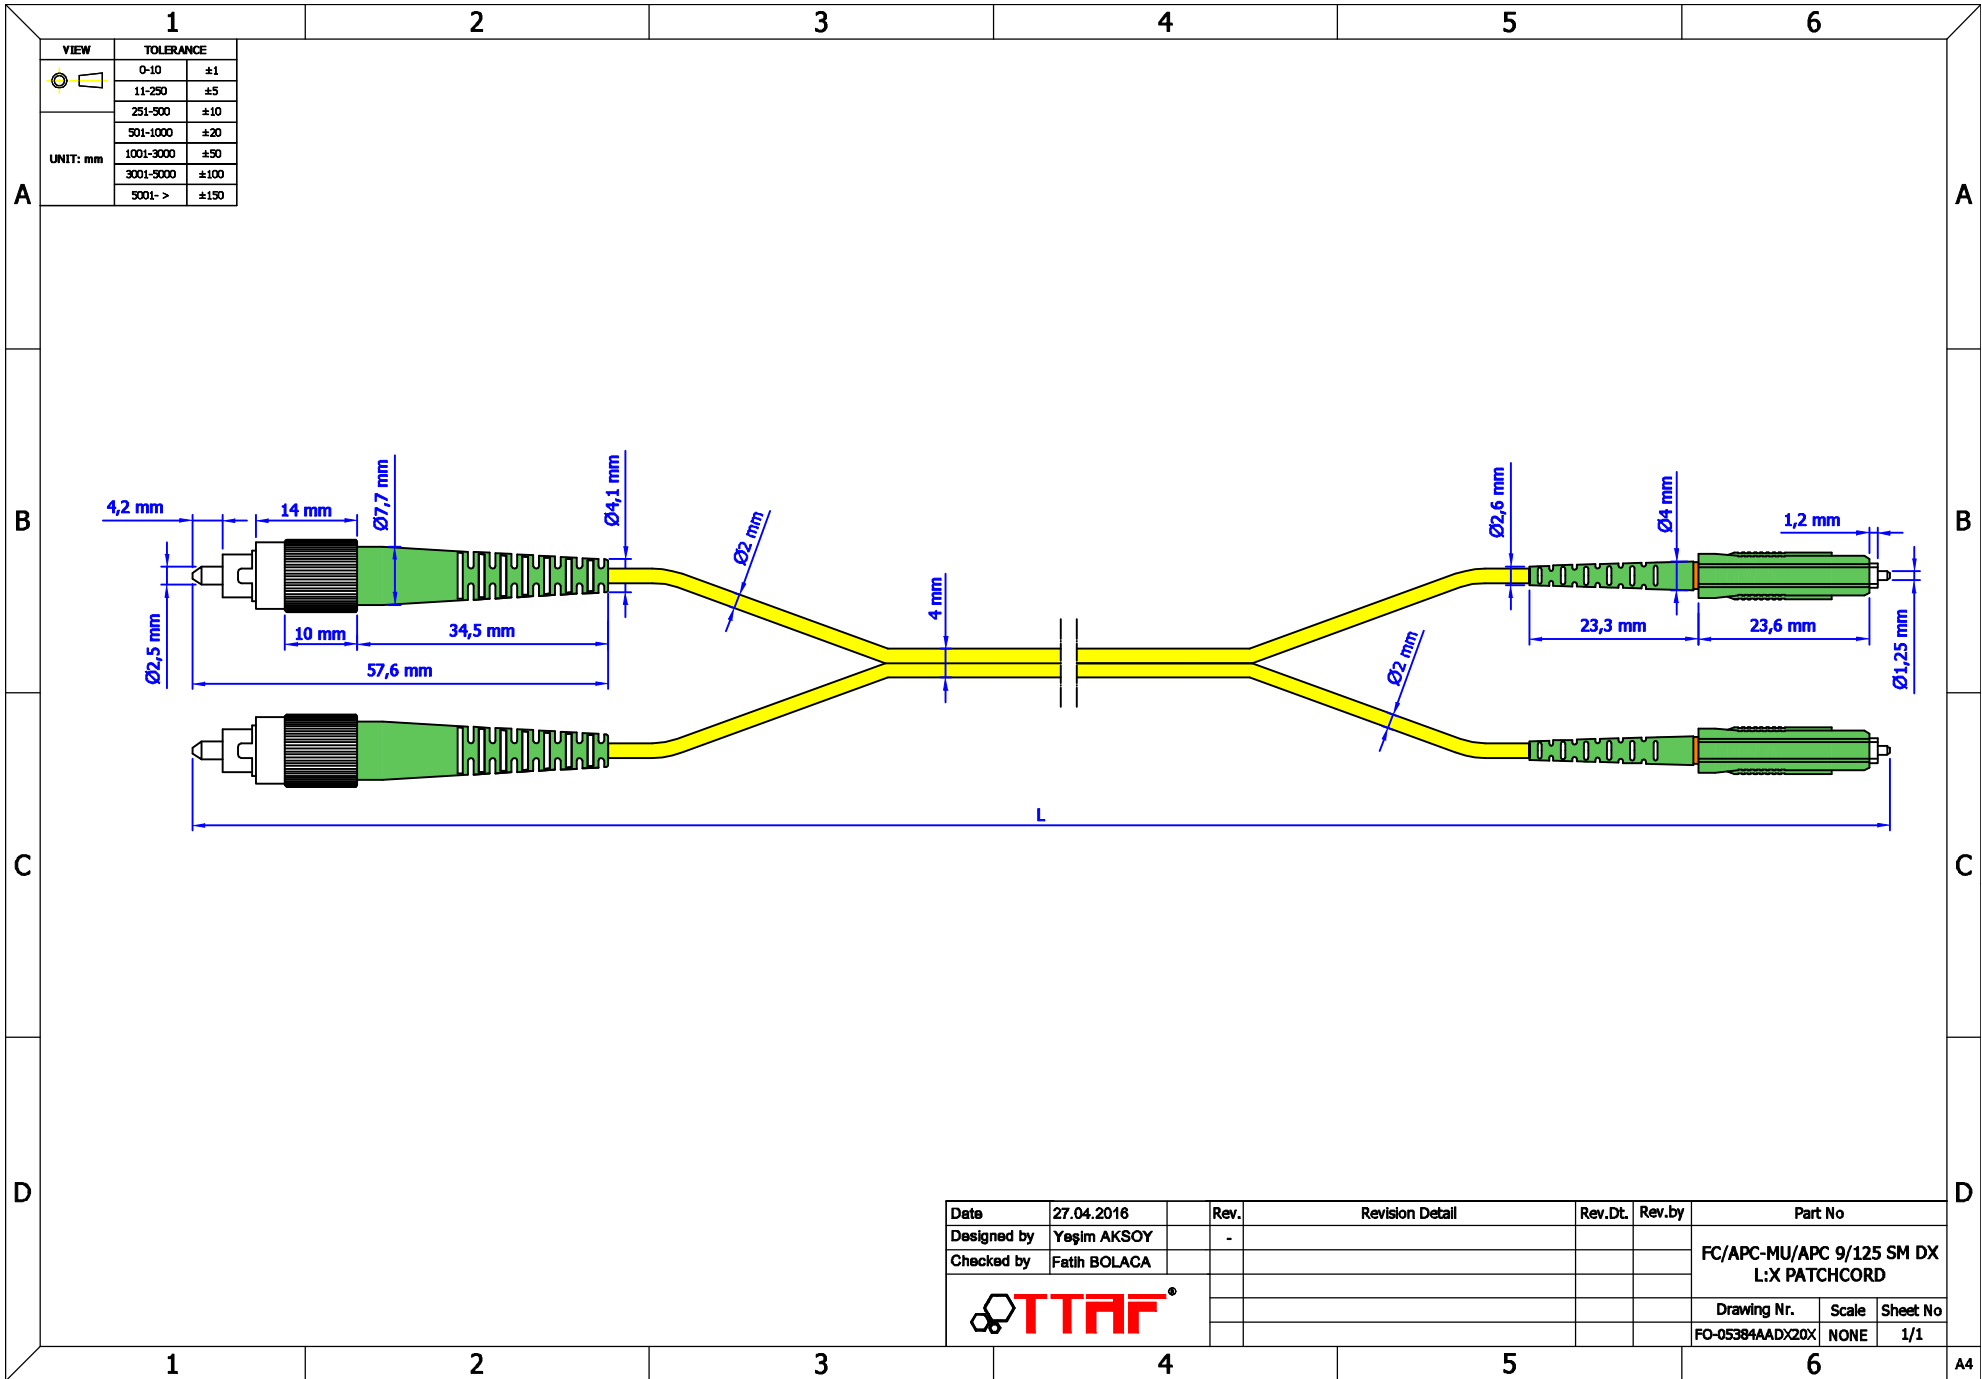 1 2 3 4 5 6
VIEW TOLERANCE
0-10 ±1
11-250 ±5
251-500 ±10
501-1000 ±20
UNIT: mm
1001-3000 ±50
3001-5000 ±100
5001- > ±150
A A
B B
4,2 mm
14 mm
Ø7,7 mm
Ø4,1 mm
Ø2 mm
Ø2,5 mm
10 mm
34,5 mm
57,6 mm
4 mm
Ø2 mm
Ø2,6 mm
Ø4 mm
1,2 mm
23,3 mm
23,6 mm
Ø1,25 mm
L
C C
D D
Date 27.04.2016 Rev. Revision Detail Rev.Dt. Rev.by Part No
Designed by Yeşim AKSOY -
Checked by Fatih BOLACA
FC/APC-MU/APC 9/125 SM DX
L:X PATCHCORD
TTAF®
Drawing Nr. Scale Sheet No
FO-05384AADX20X NONE 1/1
1 2 3 4 5 6 A4